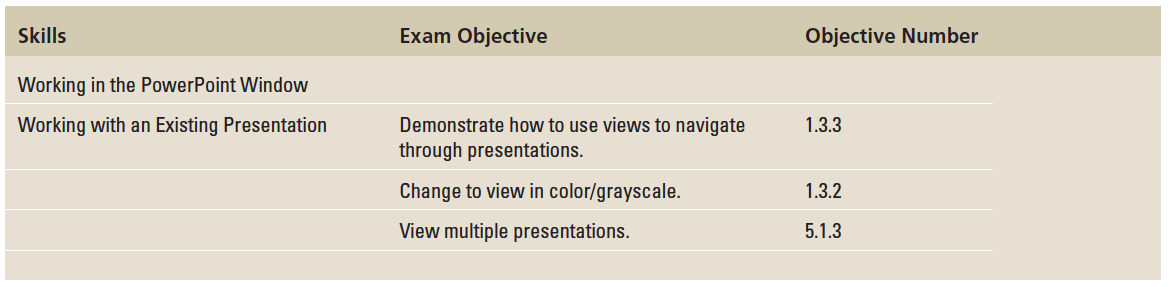 Skills Exam Objective Objective Number
Working in the PowerPoint Window
Working with an Existing Presentation Demonstrate how to use views to navigate 1.3.3
through presentations.
Change to view in color/grayscale. 1.3.2
View multiple presentations. 5.1.3